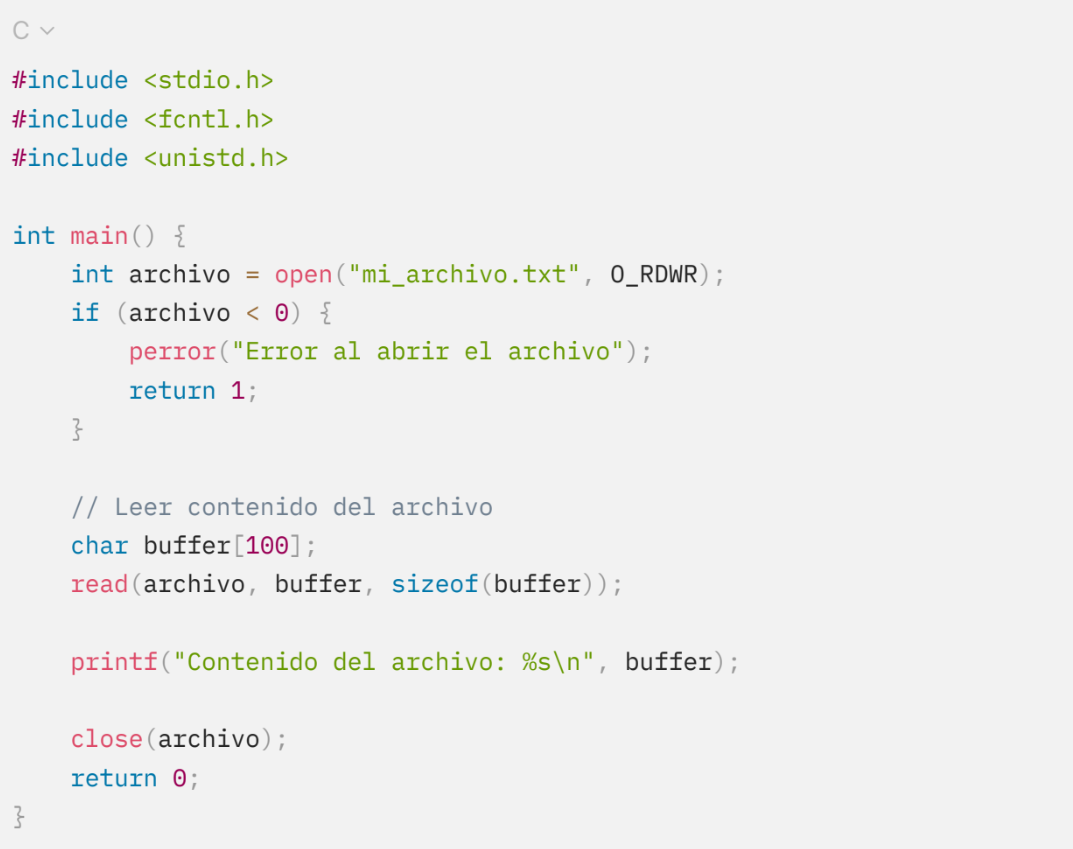 C
#include <stdio.h>
#include <fcntl.h>
#include <unistd.h>
int main() {
    int archivo = open("mi_archivo.txt", O_RDWR);
    if (archivo < 0) {
        perror("Error al abrir el archivo");
        return 1;
    }
    // Leer contenido del archivo
    char buffer[100];
    read(archivo, buffer, sizeof(buffer));
    printf("Contenido del archivo: %s\n", buffer);
    close(archivo);
    return 0;
}